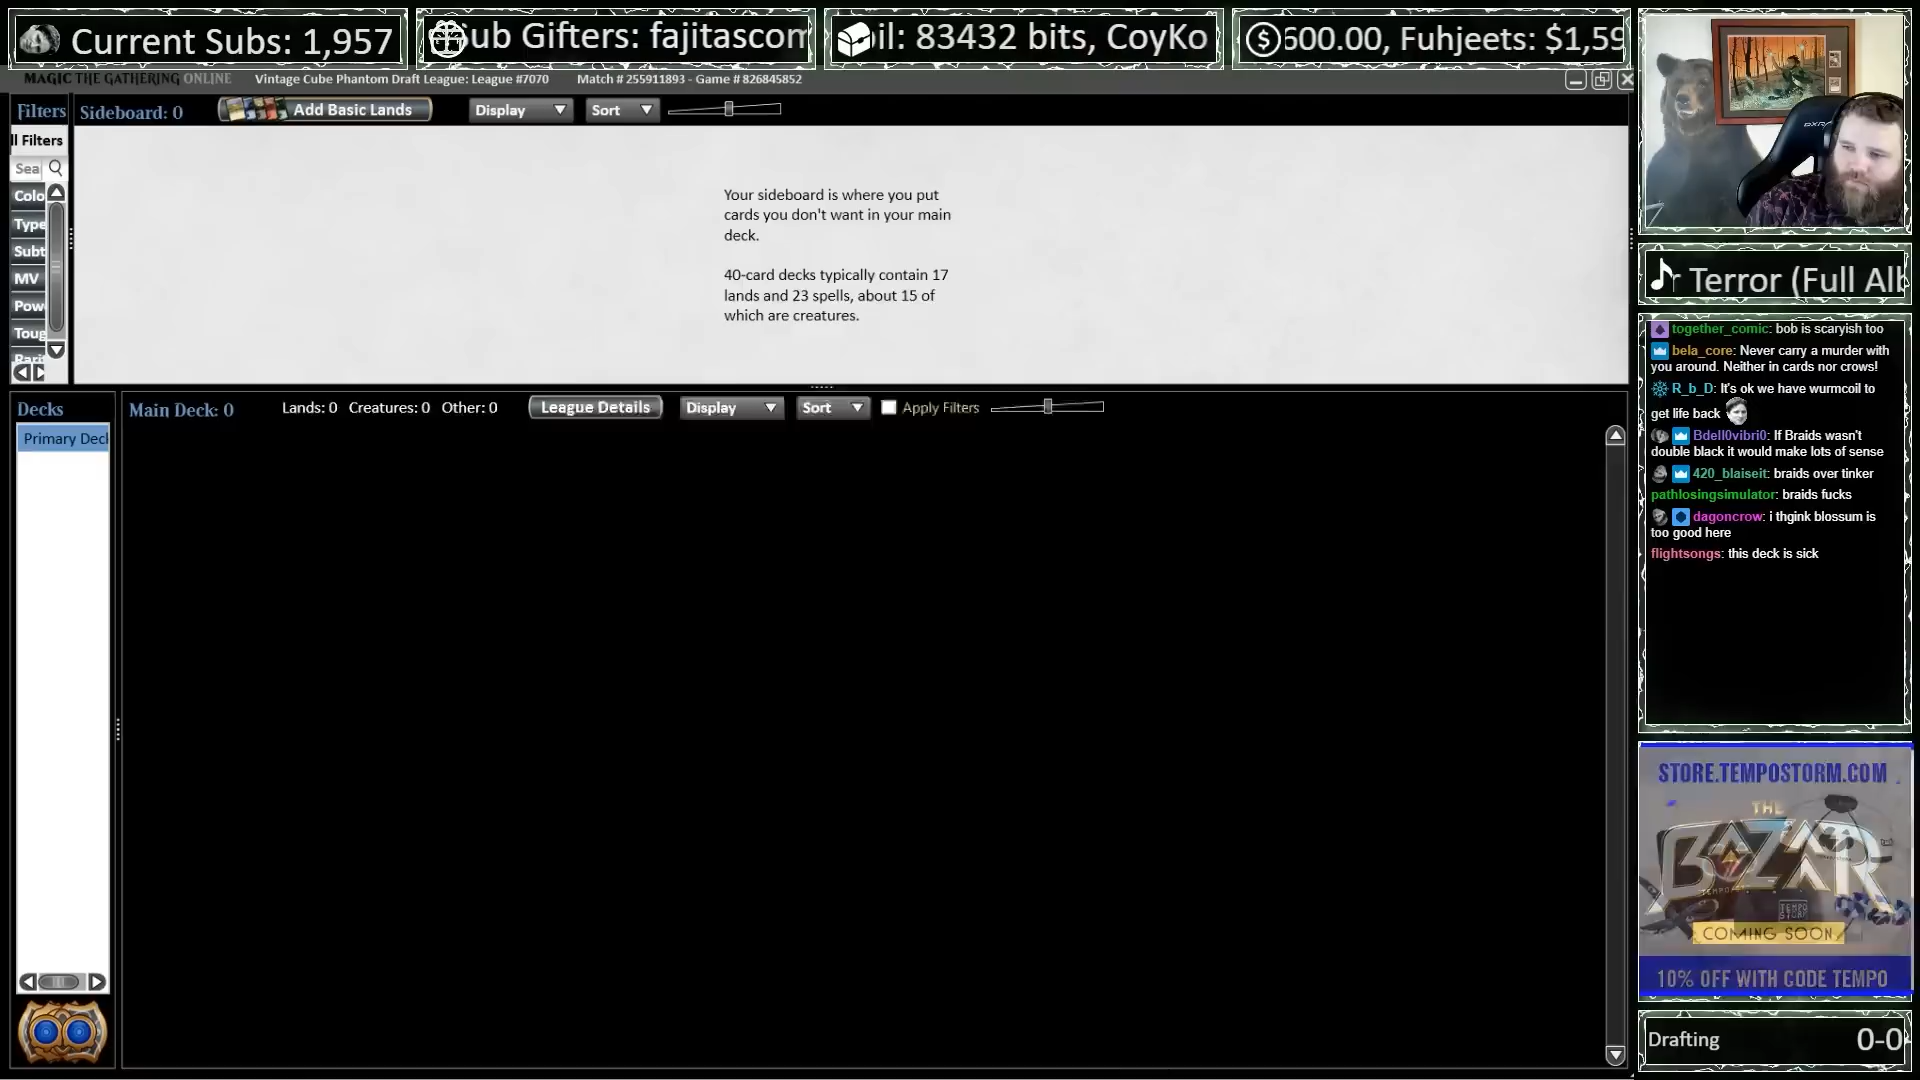 Current Subs: 1,957
Sub Gifters: fajitascom
il: 83432 bits, CoyKo
600.00, Fuhjeets: $1,59
MAGIC THE GATHERING ONLINE
Vintage Cube Phantom Draft League: League #7070
Match # 255911893 - Game # 826845852
Filters
Sideboard: 0
Add Basic Lands
Display
Sort
ll Filters
Sea
Colo
Type
Subt
MV
Pow
Toug
Rari
Your sideboard is where you put
cards you don't want in your main
deck.
40-card decks typically contain 17
lands and 23 spells, about 15 of
which are creatures.
Decks
Primary Deck
Main Deck: 0
Lands: 0 Creatures: 0 Other: 0
League Details
Display
Sort
Apply Filters
r Terror (Full Alb
together_comic: bob is scaryish too
bela_core: Never carry a murder with
you around. Neither in cards nor crows!
R_b_D: It's ok we have wurmcoil to
get life back
Bdell0vibri0: If Braids wasn't
double black it would make lots of sense
420_blaiseit: braids over tinker
pathlosingsimulator: braids fucks
dagoncrow: i thgink blossum is
too good here
flightsongs: this deck is sick
STORE.TEMPOSTORM.COM
THE
BAZAAR
COMING SOON
10% OFF WITH CODE TEMPO
Drafting
0-0